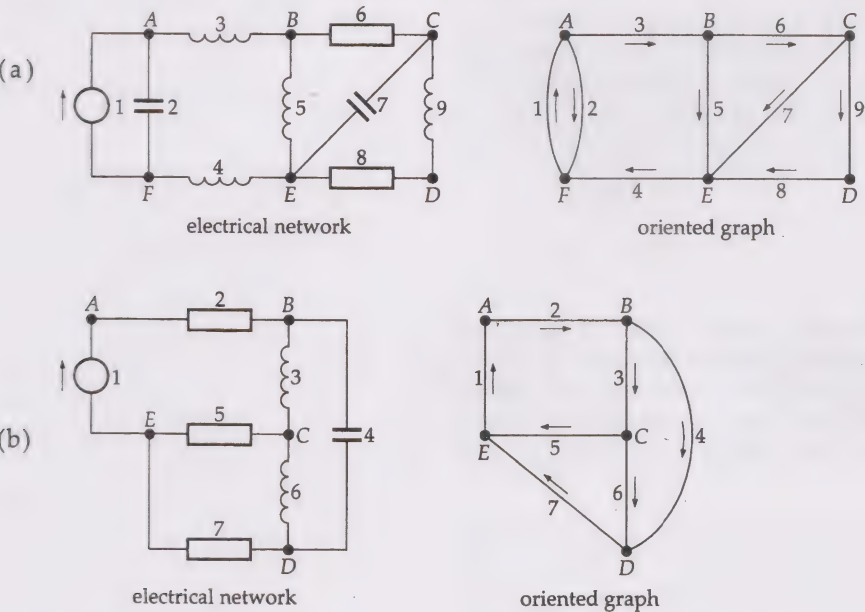 (a)
A 3 B 6 C
1 2 5 7 9
4 8
F E D
electrical network
A 3 B 6 C
1 2 5 7 9
F 4 E 8 D
oriented graph
(b)
A 2 B
1 3
E 5 C 4
6
7
D
electrical network
A 2 B
1 3
E 5 C 4
7 6
D
oriented graph